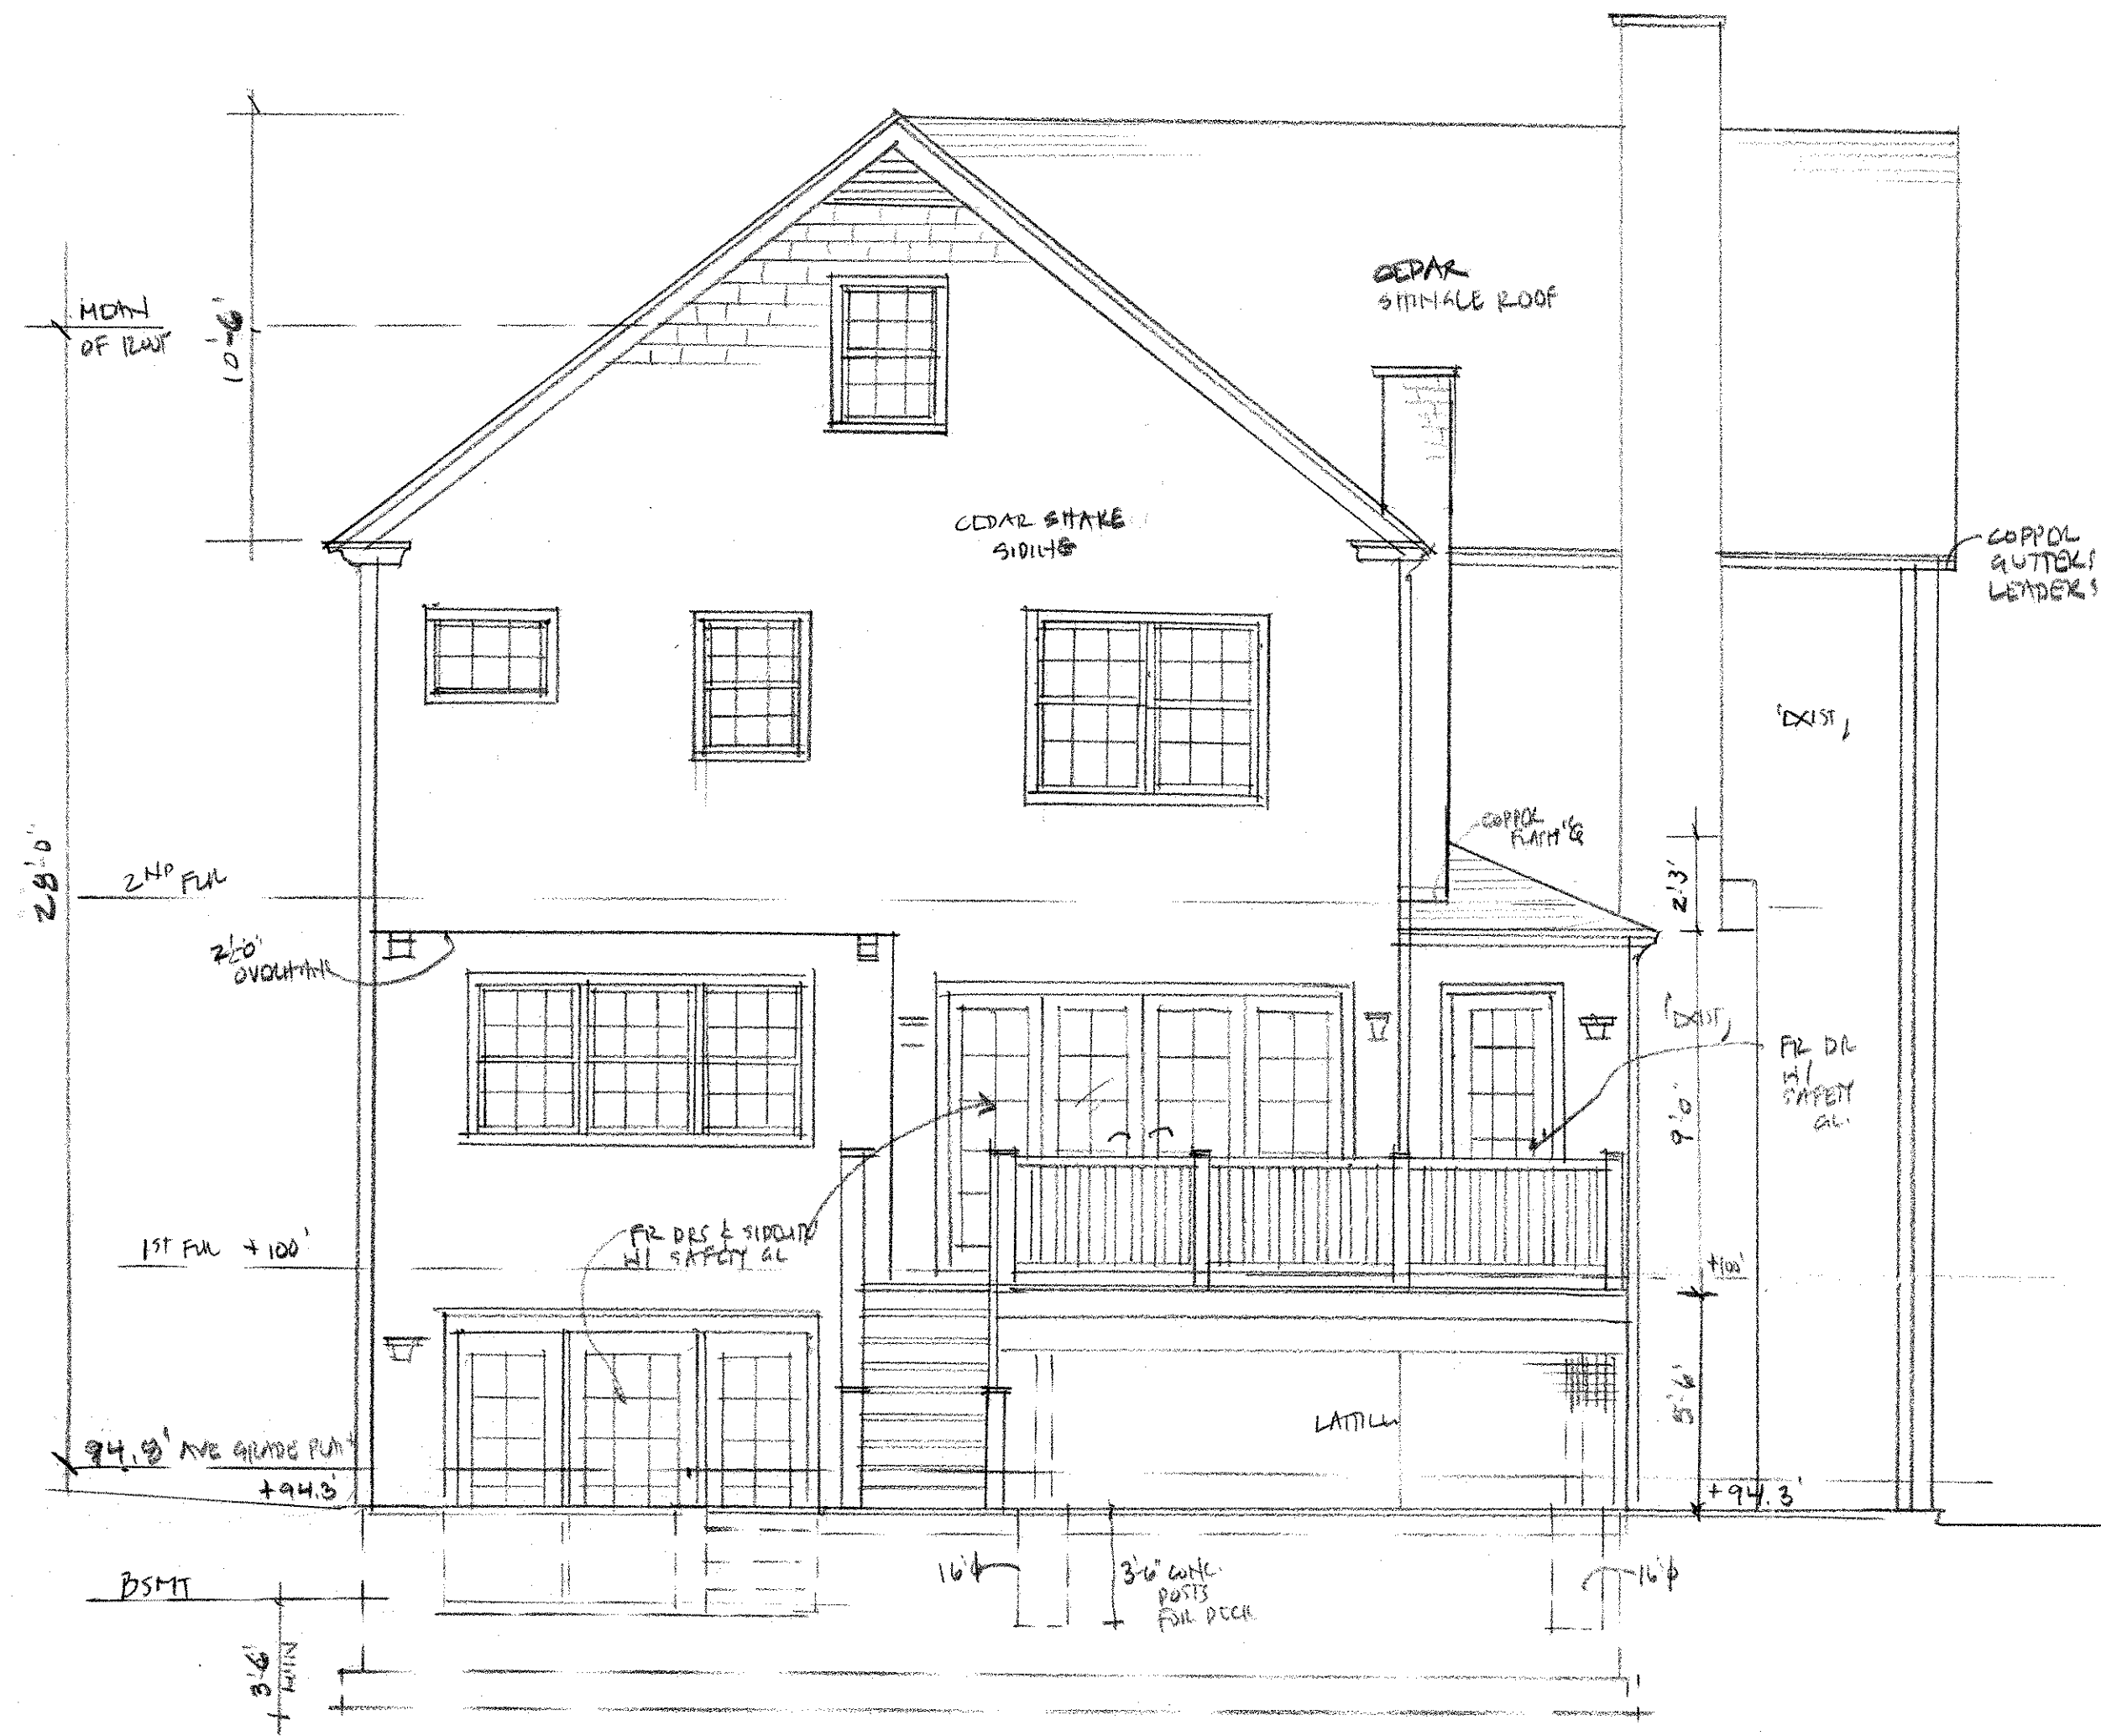 MEAN
OF ROOF
10'-6"
CEDAR
SHINGLE ROOF
CEDAR SHAKE
SIDING
COPPER
GUTTERS
LEADERS
EXIST,
28'-0"
2ND FLR
2'-0"
OVERHANG
COPPER
FLASH'G
2'-3"
EXIST,
FR DR
W/
SAFETY
GL.
9'-0"
1ST FLR +100'
FR DRS & SIDELITE
W/ SAFETY GL
+100'
5'-6"
LATTICE
94.8' AVE GRADE PLAN
+94.3'
+94.3'
BSMT
3'-6"
MIN
16"ϕ
3'-6" CONC.
POSTS
FOR DECK
16"ϕ